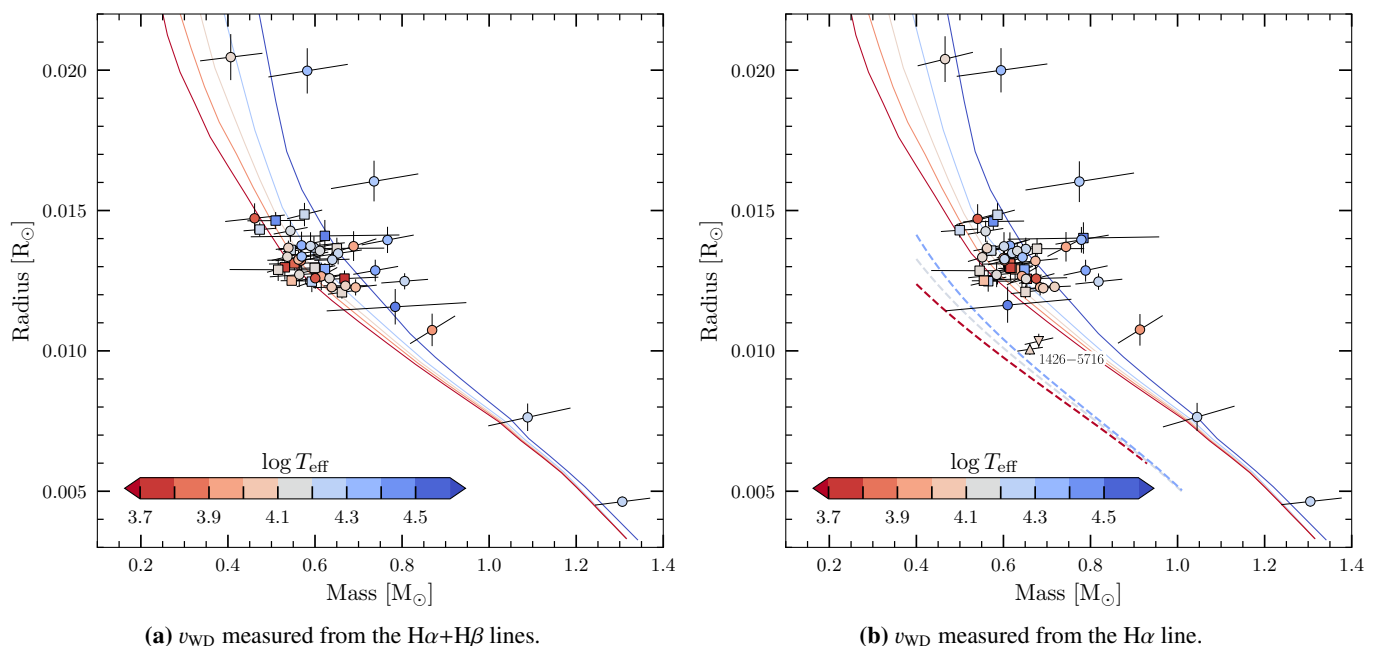 0.020
0.015
0.010
0.005
Radius [R⊙]
log T_eff
3.7 3.9 4.1 4.3 4.5
0.2 0.4 0.6 0.8 1.0 1.2 1.4
Mass [M⊙]
(a) v_WD measured from the Hα+Hβ lines.
0.020
0.015
0.010
0.005
Radius [R⊙]
1426−5716
log T_eff
3.7 3.9 4.1 4.3 4.5
0.2 0.4 0.6 0.8 1.0 1.2 1.4
Mass [M⊙]
(b) v_WD measured from the Hα line.